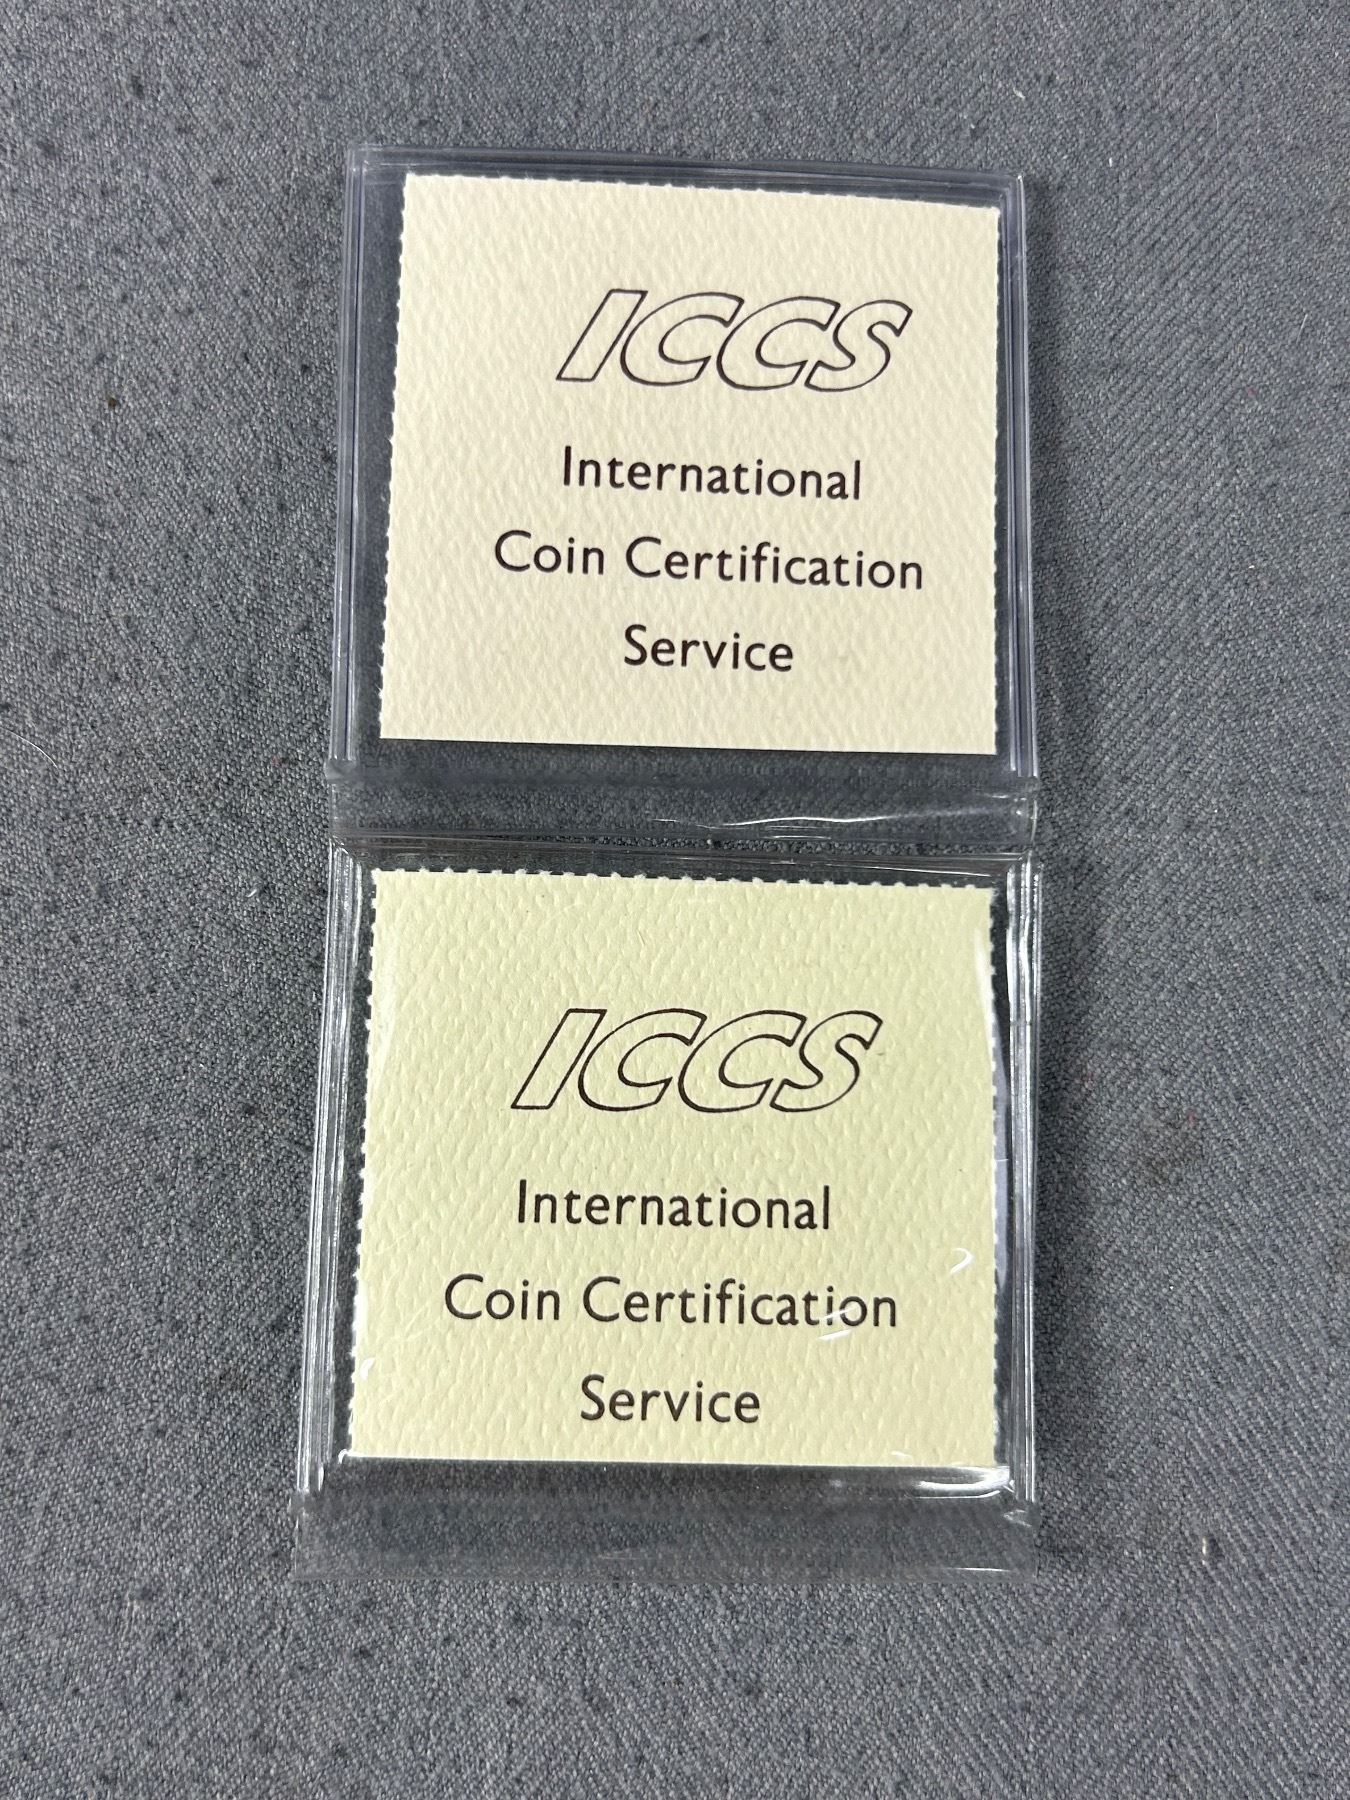 ICCS
International
Coin Certification
Service
ICCS
International
Coin Certification
Service